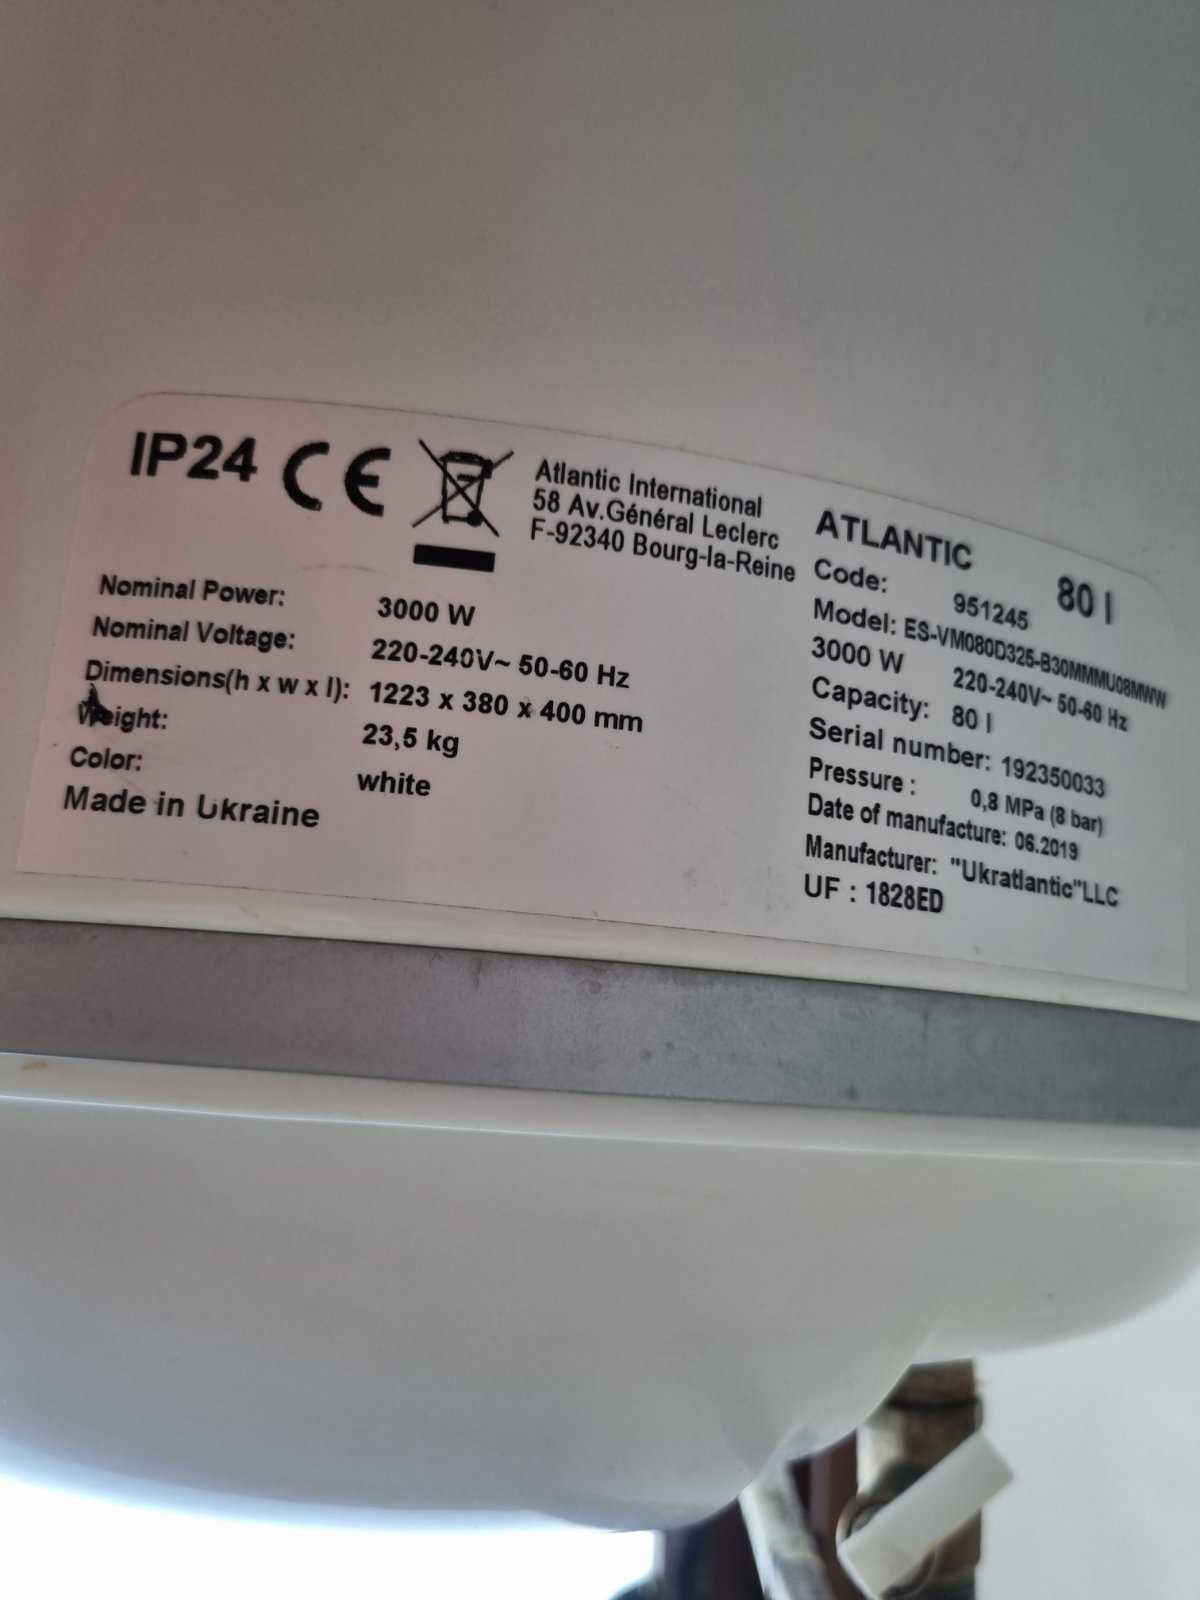 IP24 CE
Atlantic International
58 Av.Général Leclerc
F-92340 Bourg-la-Reine
Nominal Power: 3000 W
Nominal Voltage: 220-240V~ 50-60 Hz
Dimensions(h x w x l): 1223 x 380 x 400 mm
Weight: 23,5 kg
Color: white
Made in Ukraine
ATLANTIC 80 l
Code: 951245
Model: ES-VM080D325-B30MMMU08MWW
3000 W 220-240V~ 50-60 Hz
Capacity: 80 l
Serial number: 192350033
Pressure : 0,8 MPa (8 bar)
Date of manufacture: 06.2019
Manufacturer: "Ukratlantic"LLC
UF : 1828ED